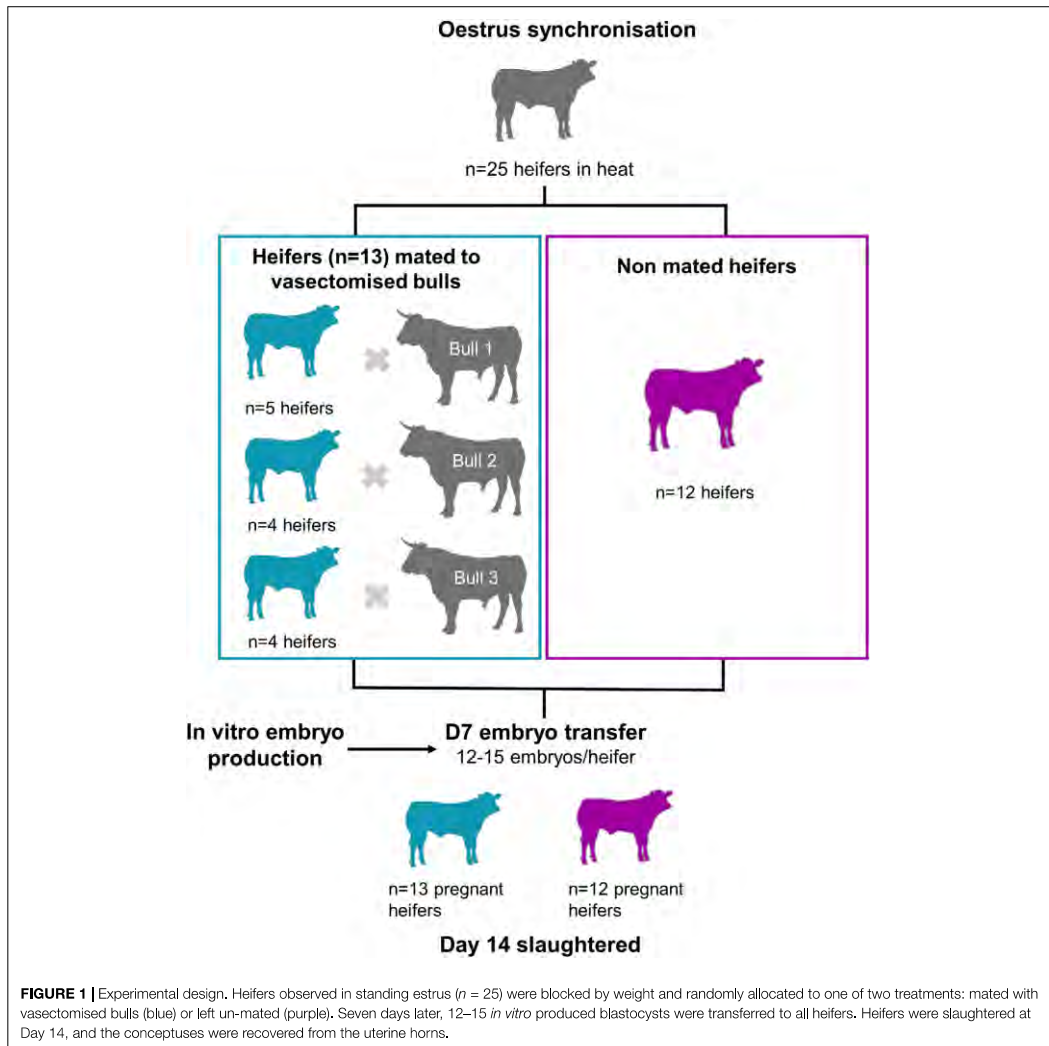 Oestrus synchronisation
n=25 heifers in heat
Heifers (n=13) mated to
vasectomised bulls
Bull 1
n=5 heifers
Bull 2
n=4 heifers
Bull 3
n=4 heifers
Non mated heifers
n=12 heifers
In vitro embryo
production
D7 embryo transfer
12-15 embryos/heifer
n=13 pregnant
heifers
n=12 pregnant
heifers
Day 14 slaughtered
FIGURE 1 | Experimental design. Heifers observed in standing estrus (n = 25) were blocked by weight and randomly allocated to one of two treatments: mated with
vasectomised bulls (blue) or left un-mated (purple). Seven days later, 12–15 in vitro produced blastocysts were transferred to all heifers. Heifers were slaughtered at
Day 14, and the conceptuses were recovered from the uterine horns.